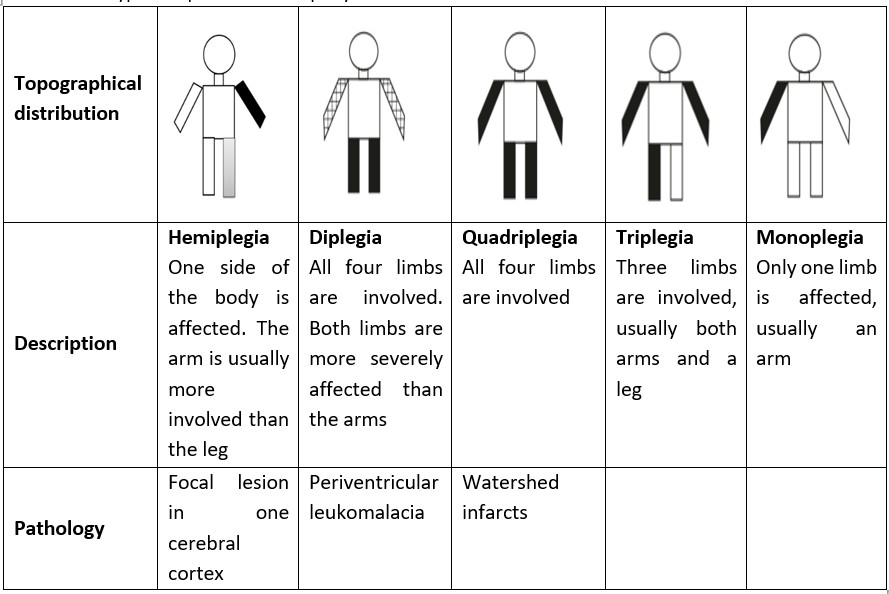 Topographical
distribution
Description
Hemiplegia
One side of
the body is
affected. The
arm is usually
more
involved than
the leg
Diplegia
All four limbs
are involved.
Both limbs are
more severely
affected than
the arms
Quadriplegia
All four limbs
are involved
Triplegia
Three limbs
are involved,
usually both
arms and a
leg
Monoplegia
Only one limb
is affected,
usually an
arm
Pathology
Focal lesion
in one
cerebral
cortex
Periventricular
leukomalacia
Watershed
infarcts